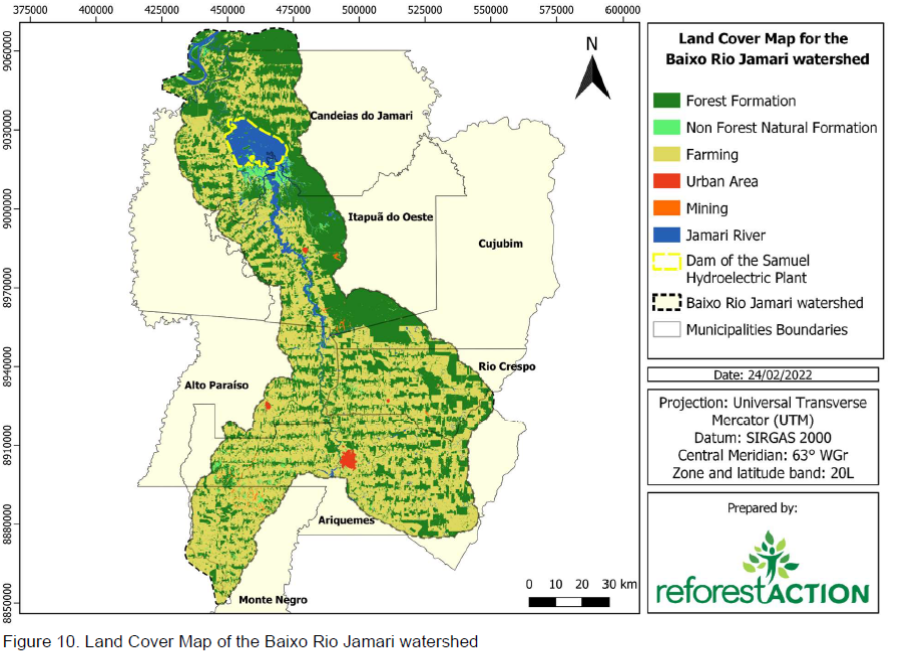 375000 400000 425000 450000 475000 500000 525000 550000 575000 600000
9060000
9030000
9000000
8970000
8940000
8910000
8880000
8850000
N
Candeias do Jamari
Itapuã do Oeste
Cujubim
Rio Crespo
Alto Paraíso
Ariquemes
Monte Negro
0 10 20 30 km
Land Cover Map for the
Baixo Rio Jamari watershed
Forest Formation
Non Forest Natural Formation
Farming
Urban Area
Mining
Jamari River
Dam of the Samuel
Hydroelectric Plant
Baixo Rio Jamari watershed
Municipalities Boundaries
Date: 24/02/2022
Projection: Universal Transverse
Mercator (UTM)
Datum: SIRGAS 2000
Central Meridian: 63° WGr
Zone and latitude band: 20L
Prepared by:
reforestACTION
Figure 10. Land Cover Map of the Baixo Rio Jamari watershed